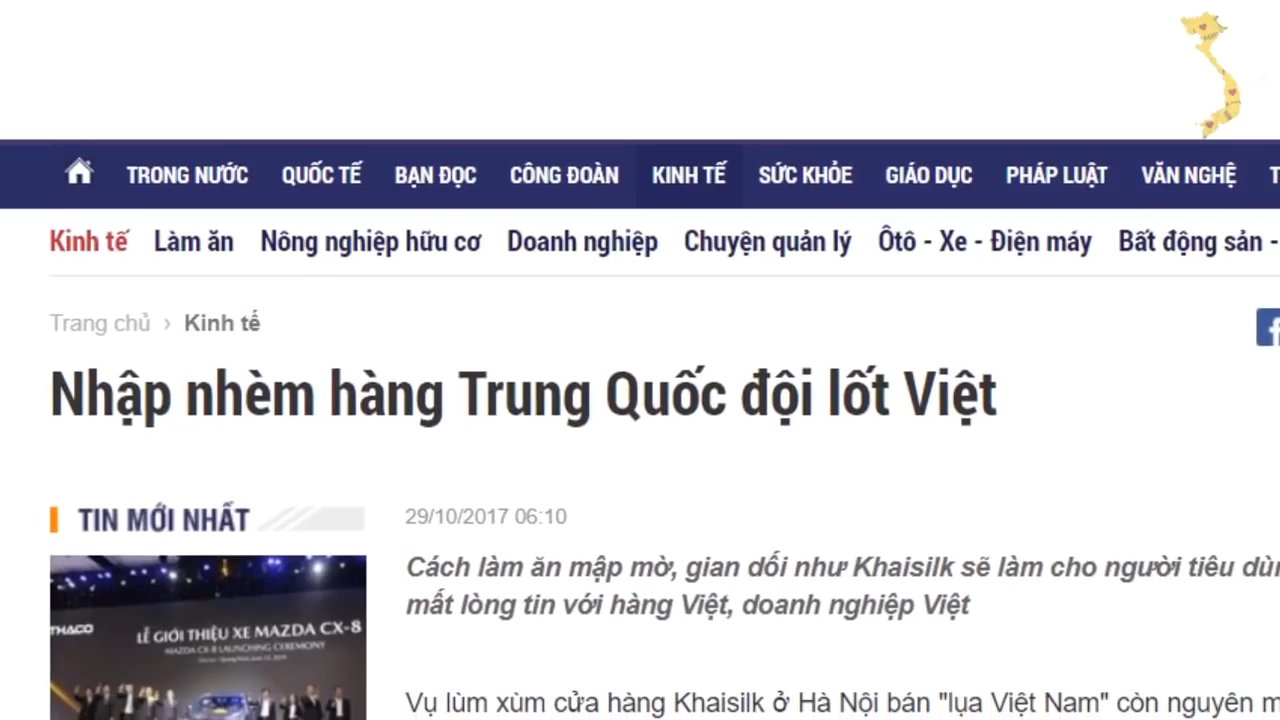 TRONG NƯỚC QUỐC TẾ BẠN ĐỌC CÔNG ĐOÀN KINH TẾ SỨC KHỎE GIÁO DỤC PHÁP LUẬT VĂN NGHỆ
Kinh tế Làm ăn Nông nghiệp hữu cơ Doanh nghiệp Chuyện quản lý Ôtô - Xe - Điện máy Bất động sản -
Trang chủ › Kinh tế
Nhập nhèm hàng Trung Quốc đội lốt Việt
TIN MỚI NHẤT
29/10/2017 06:10
Cách làm ăn mập mờ, gian dối như Khaisilk sẽ làm cho người tiêu
mất lòng tin với hàng Việt, doanh nghiệp Việt
THACO
LỄ GIỚI THIỆU XE MAZDA CX-8
MAZDA CX-8 LAUNCHING CEREMONY
Vụ lùm xùm cửa hàng Khaisilk ở Hà Nội bán "lụa Việt Nam" còn nguyên